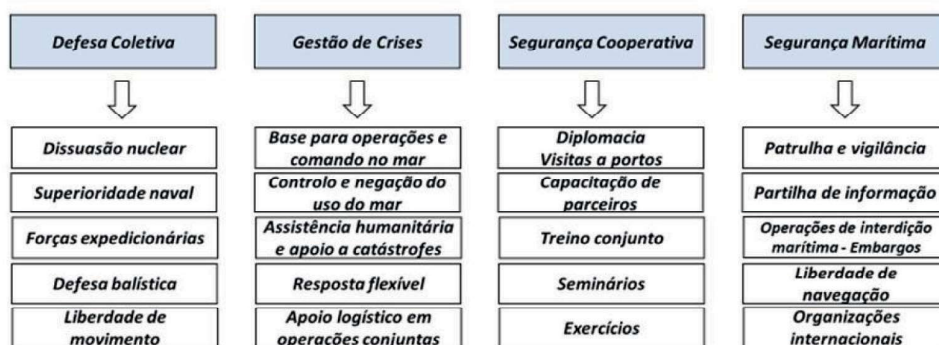 Defesa Coletiva
Gestão de Crises
Segurança Cooperativa
Segurança Marítima
Dissuasão nuclear
Superioridade naval
Forças expedicionárias
Defesa balística
Liberdade de
movimento
Base para operações e
comando no mar
Controlo e negação do
uso do mar
Assistência humanitária
e apoio a catástrofes
Resposta flexível
Apoio logístico em
operações conjuntas
Diplomacia
Visitas a portos
Capacitação de
parceiros
Treino conjunto
Seminários
Exercícios
Patrulha e vigilância
Partilha de informação
Operações de interdição
marítima - Embargos
Liberdade de
navegação
Organizações
internacionais